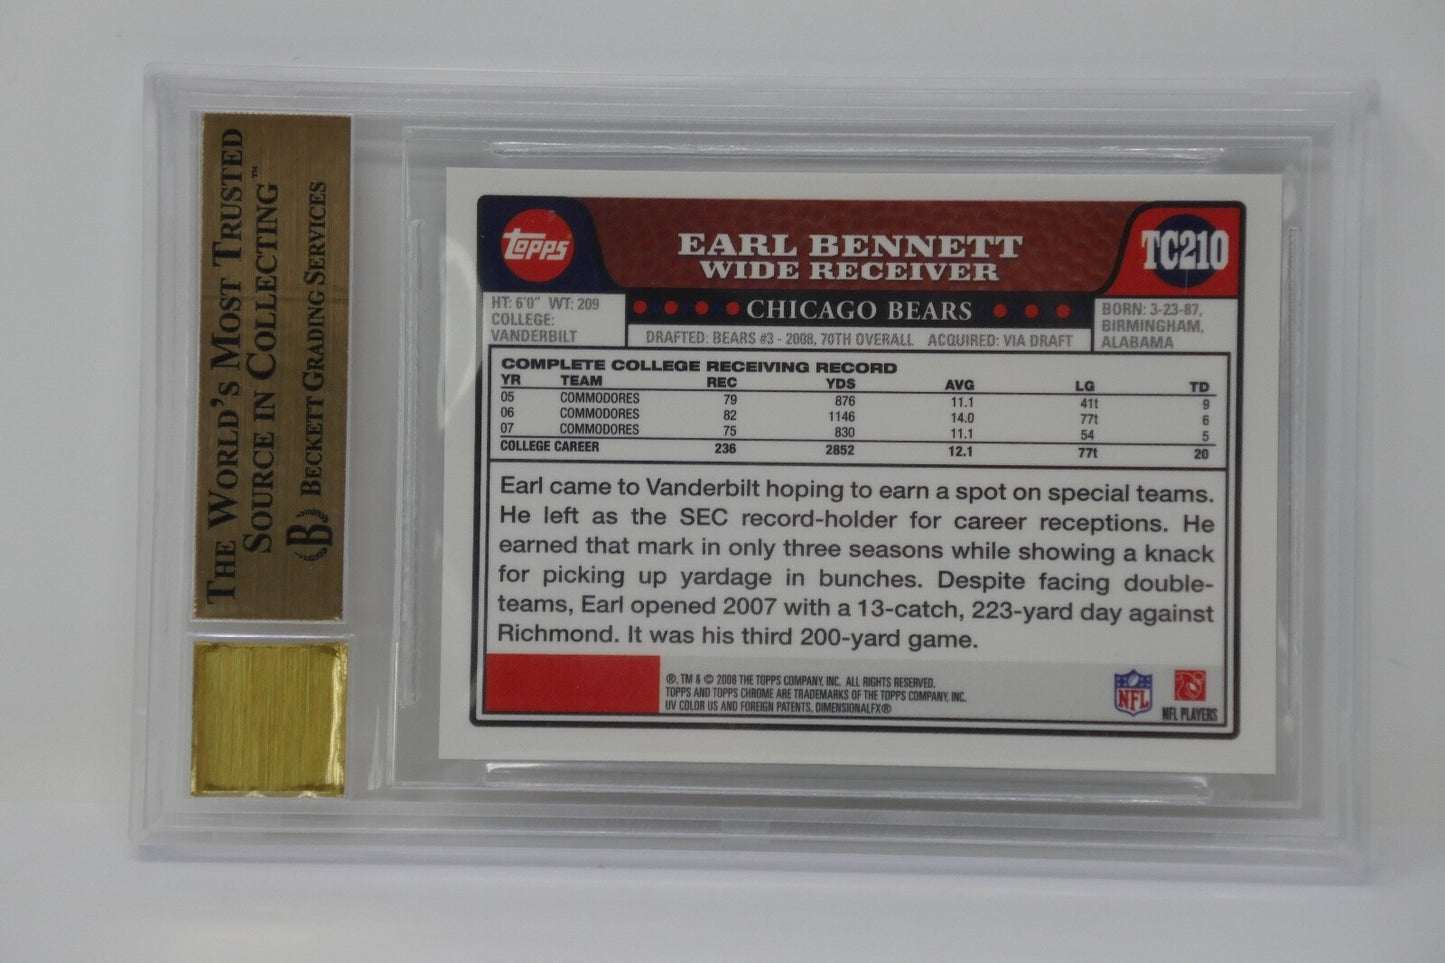 THE WORLD'S MOST TRUSTED
SOURCE IN COLLECTING™
B BECKETT GRADING SERVICES
topps
EARL BENNETT
WIDE RECEIVER
TC210
HT: 6'0" WT: 209
COLLEGE:
VANDERBILT
CHICAGO BEARS
DRAFTED: BEARS #3 - 2008, 70TH OVERALL ACQUIRED: VIA DRAFT
BORN: 3-23-87,
BIRMINGHAM,
ALABAMA
COMPLETE COLLEGE RECEIVING RECORD
YR TEAM REC YDS AVG LG TD
05 COMMODORES 79 876 11.1 41t 9
06 COMMODORES 82 1146 14.0 77t 6
07 COMMODORES 75 830 11.1 54 5
COLLEGE CAREER 236 2852 12.1 77t 20
Earl came to Vanderbilt hoping to earn a spot on special teams.
He left as the SEC record-holder for career receptions. He
earned that mark in only three seasons while showing a knack
for picking up yardage in bunches. Despite facing double-
teams, Earl opened 2007 with a 13-catch, 223-yard day against
Richmond. It was his third 200-yard game.
®, TM & © 2008 THE TOPPS COMPANY, INC. ALL RIGHTS RESERVED.
TOPPS AND TOPPS CHROME ARE TRADEMARKS OF THE TOPPS COMPANY, INC.
UV COLOR US AND FOREIGN PATENTS, DIMENSIONALFX®
NFL
NFL PLAYERS